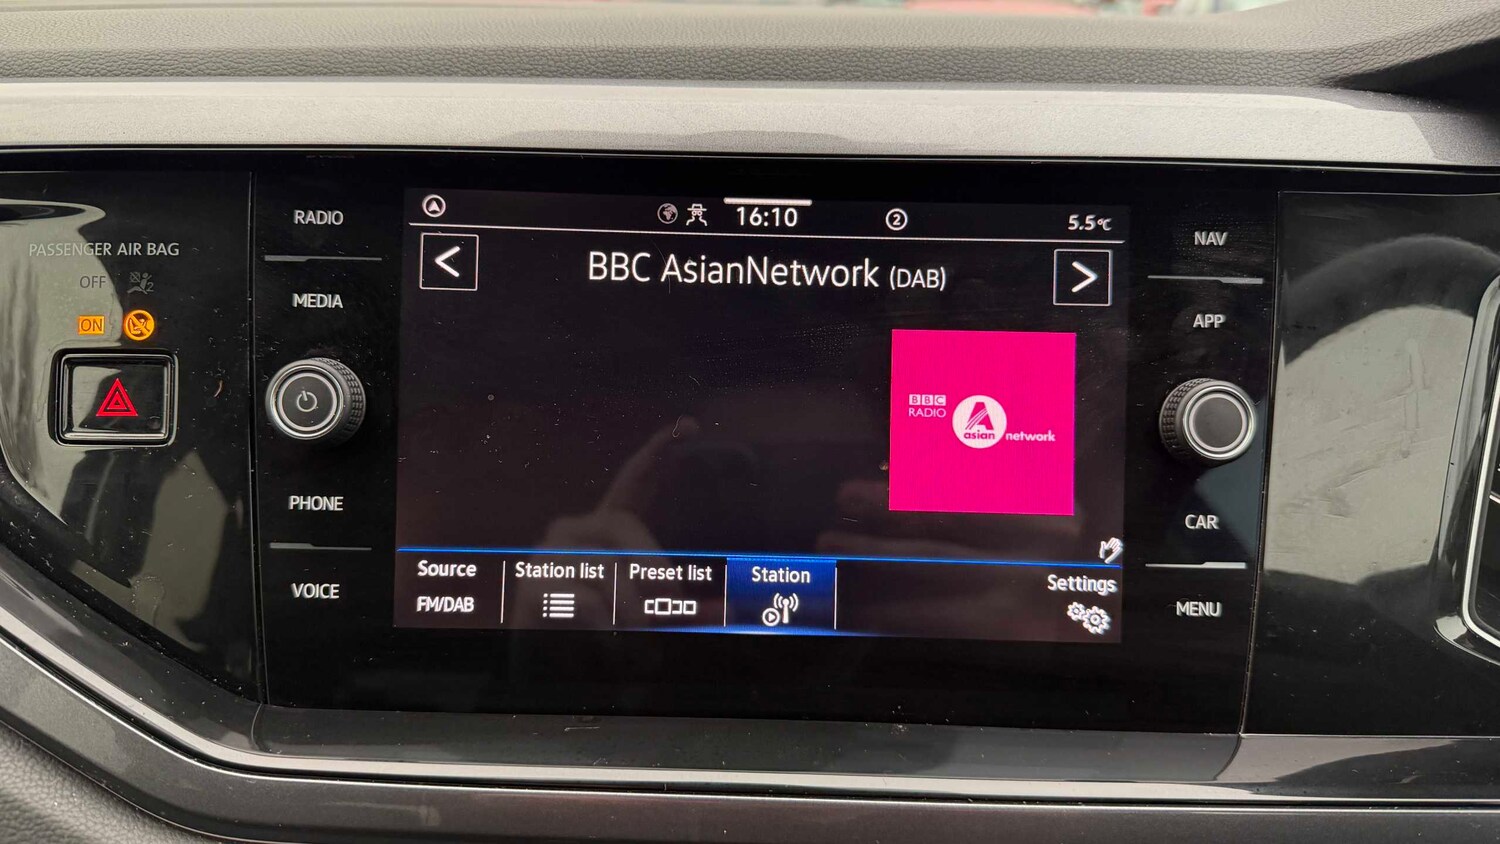 PASSENGER AIR BAG
OFF
ON
RADIO
MEDIA
PHONE
VOICE
16:10
2
5.5°C
<
BBC AsianNetwork (DAB)
>
BBC
RADIO
A
asian network
Source
FM/DAB
Station list
Preset list
Station
Settings
NAV
APP
CAR
MENU